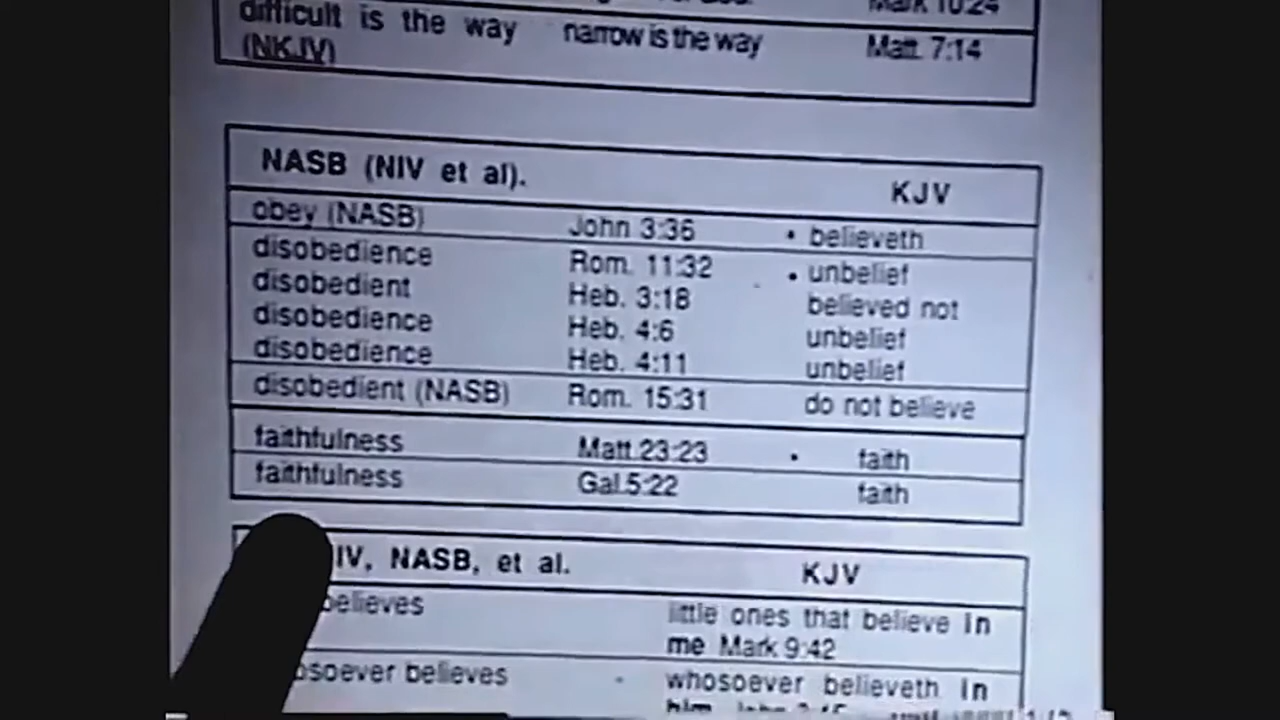 Mark 10:24
difficult is the way narrow is the way Matt. 7:14
(NKJV)
NASB (NIV et al). KJV
obey (NASB) John 3:36 • believeth
disobedience Rom. 11:32 • unbelief
disobedient Heb. 3:18 believed not
disobedience Heb. 4:6 unbelief
disobedience Heb. 4:11 unbelief
disobedient (NASB) Rom. 15:31 do not believe
faithfulness Matt.23:23 • faith
faithfulness Gal.5:22 faith
IV, NASB, et al. KJV
believes little ones that believe in
me Mark 9:42
osoever believes whosoever believeth in
him